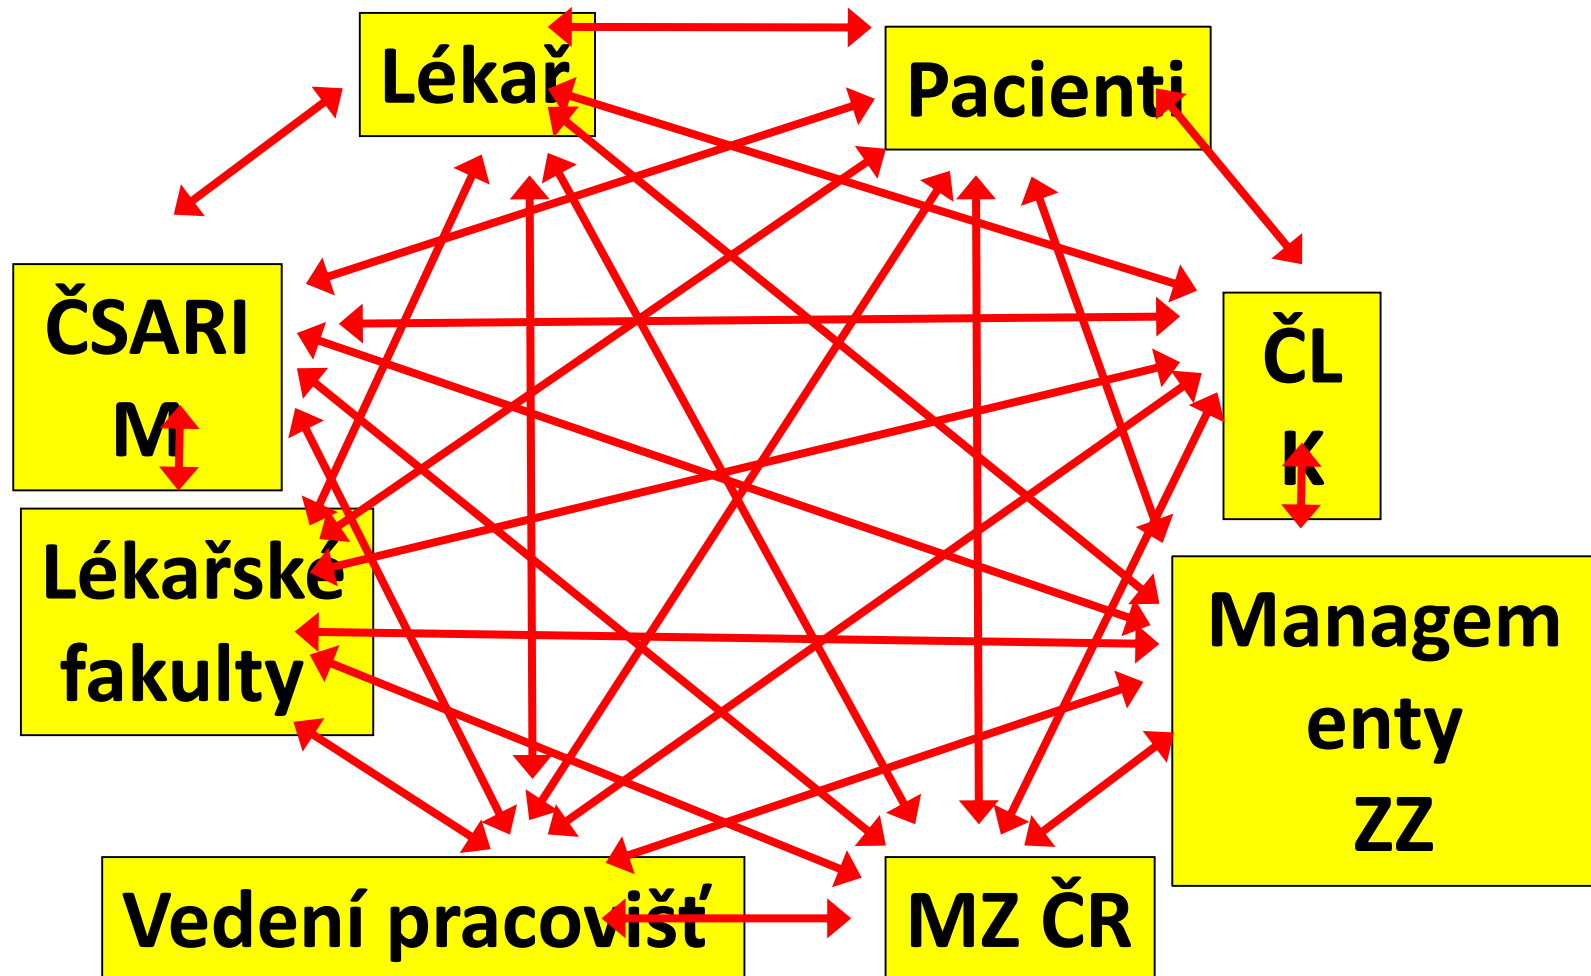 Lékař
Pacienti
ČSARI
M
ČL
K
Lékařské
fakulty
Managem
enty
ZZ
Vedení pracovišť
MZ ČR